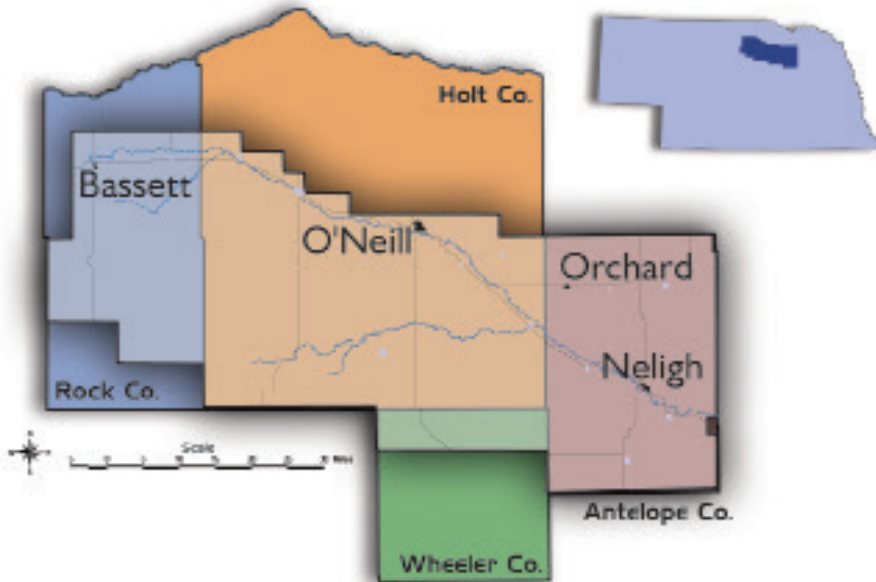 Holt Co.
Bassett
O'Neill
Orchard
Neligh
Rock Co.
Scale
Antelope Co.
Wheeler Co.